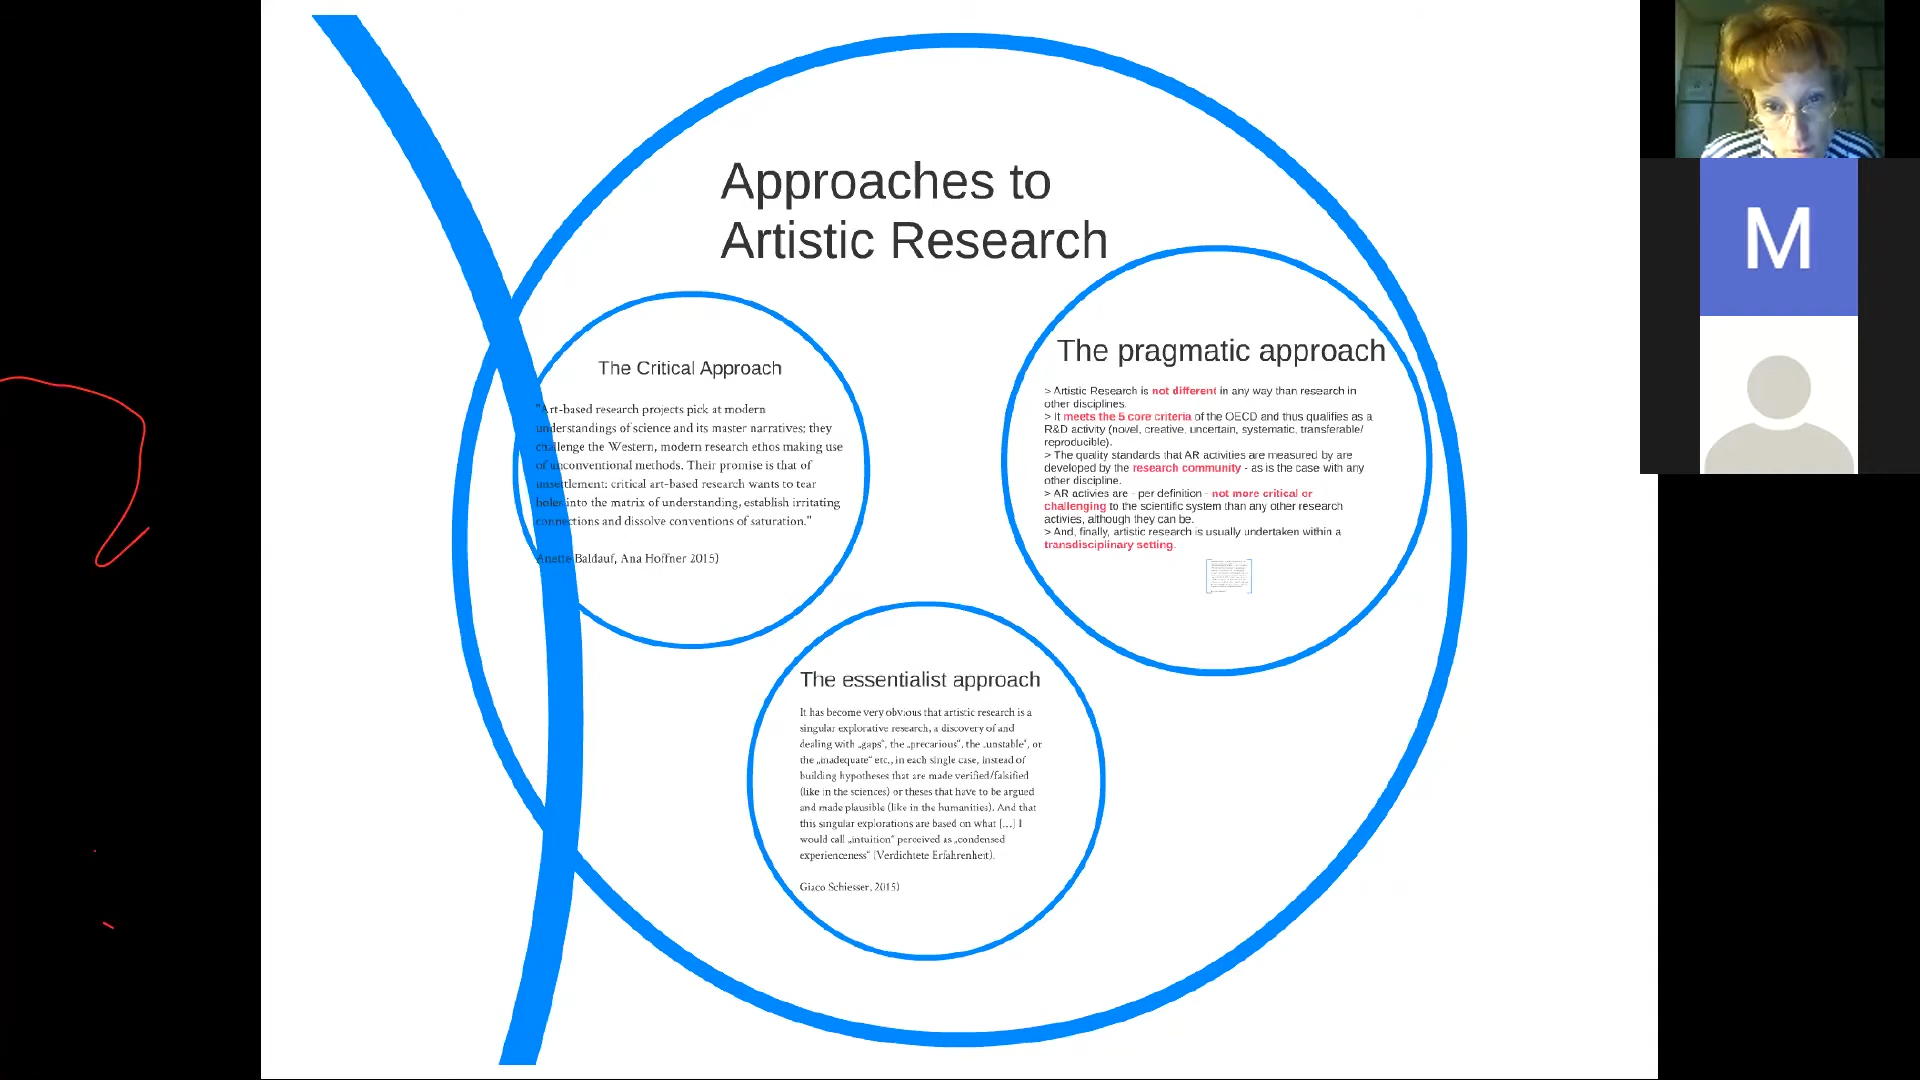 Approaches to
Artistic Research
The Critical Approach
"Art-based research projects pick at modern
understandings of science and its master narratives; they
challenge the Western, modern research ethos making use
of unconventional methods. Their promise is that of
unsettlement: critical art-based research wants to tear
holes into the matrix of understanding, establish irritating
connections and dissolve conventions of saturation."
Anette Baldauf, Ana Hoffner 2015)
The pragmatic approach
> Artistic Research is not different in any way than research in
other disciplines.
> It meets the 5 core criteria of the OECD and thus qualifies as a
R&D activity (novel, creative, uncertain, systematic, transferable/
reproducible).
> The quality standards that AR activities are measured by are
developed by the research community - as is the case with any
other discipline.
> AR activies are - per definition - not more critical or
challenging to the scientific system than any other research
activies, although they can be.
> And, finally, artistic research is usually undertaken within a
transdisciplinary setting.
The essentialist approach
It has become very obvious that artistic research is a
singular explorative research, a discovery of and
dealing with „gaps“, the „precarious“, the „unstable“, or
the „inadequate“ etc., in each single case, instead of
building hypotheses that are made verified/falsified
(like in the sciences) or theses that have to be argued
and made plausible (like in the humanities). And that
this singular explorations are based on what [...] I
would call „intuition“ perceived as „condensed
experienceness“ (Verdichtete Erfahrenheit).
Giaco Schiesser, 2015)
M